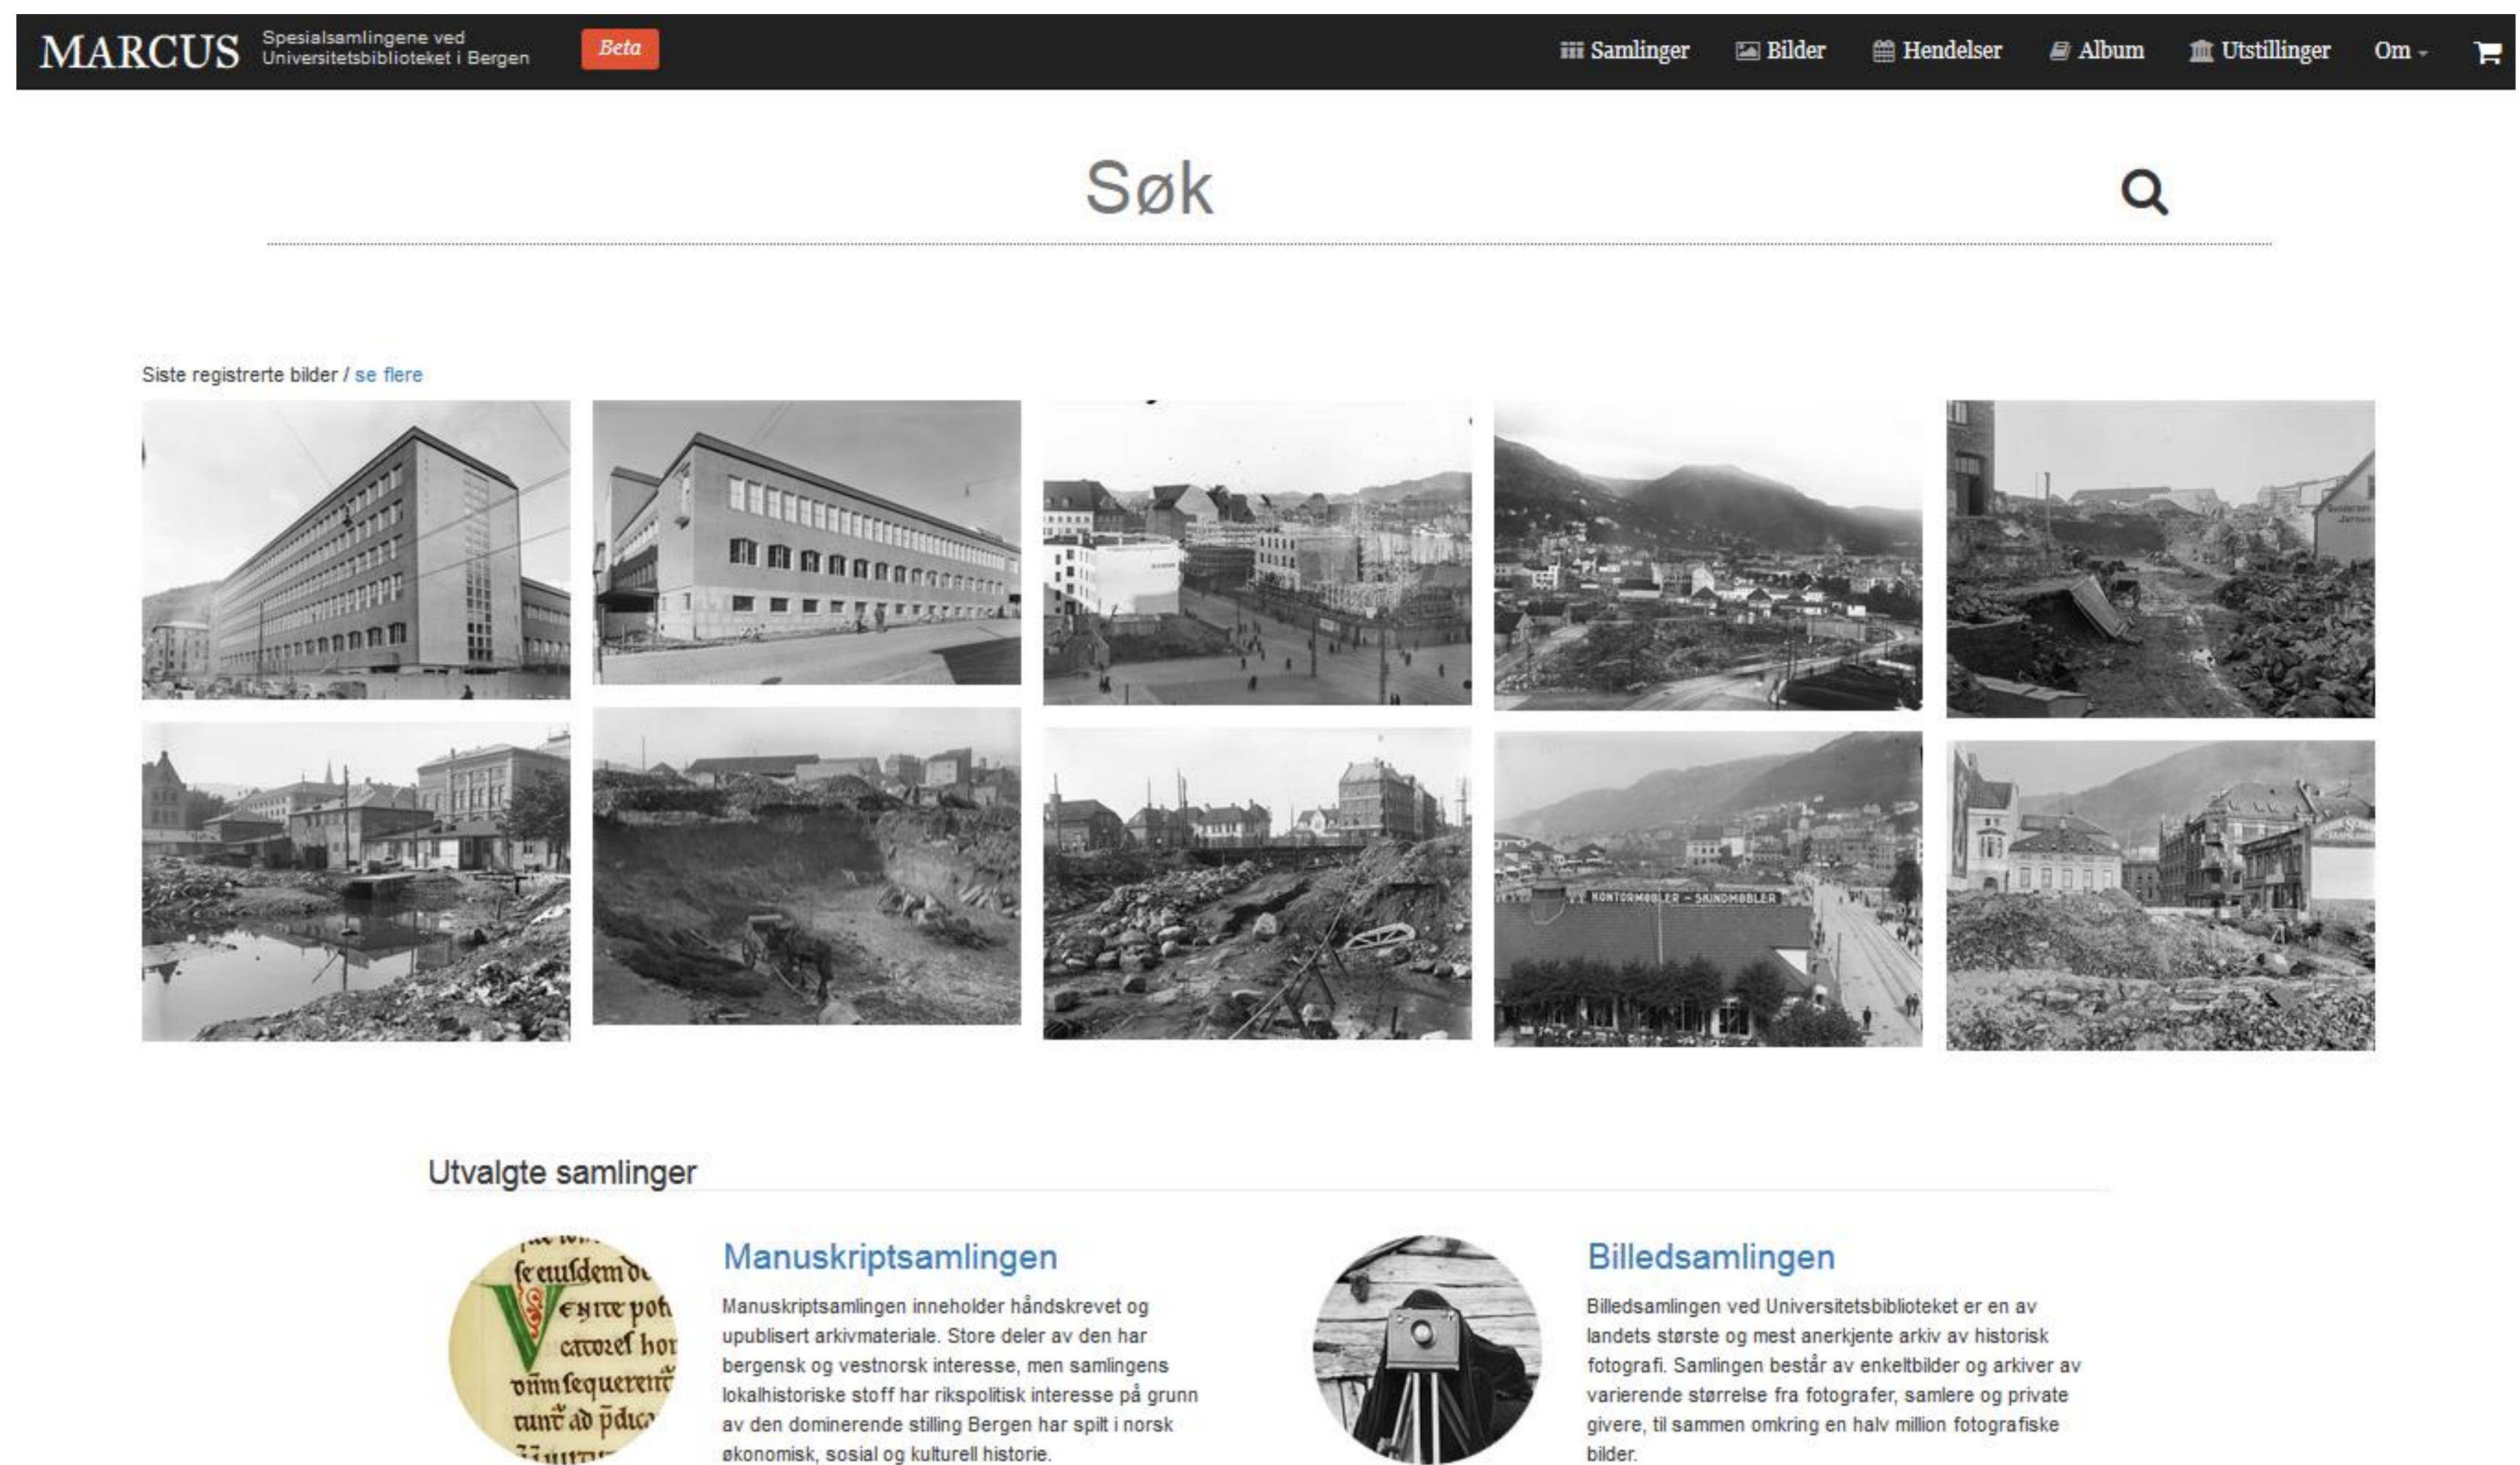 MARCUS
Spesialsamlingene ved
Universitetsbiblioteket i Bergen
Beta
Samlinger
Bilder
Hendelser
Album
Utstillinger
Om
Søk
Siste registrerte bilder / se flere
KONTORMØBLER - SKINDMØBLER
Utvalgte samlinger
Manuskriptsamlingen
Manuskriptsamlingen inneholder håndskrevet og
upublisert arkivmateriale. Store deler av den har
bergensk og vestnorsk interesse, men samlingens
lokalhistoriske stoff har rikspolitisk interesse på grunn
av den dominerende stilling Bergen har spilt i norsk
økonomisk, sosial og kulturell historie.
Billedsamlingen
Billedsamlingen ved Universitetsbiblioteket er en av
landets største og mest anerkjente arkiv av historisk
fotografi. Samlingen består av enkeltbilder og arkiver av
varierende størrelse fra fotografer, samlere og private
givere, til sammen omkring en halv million fotografiske
bilder.